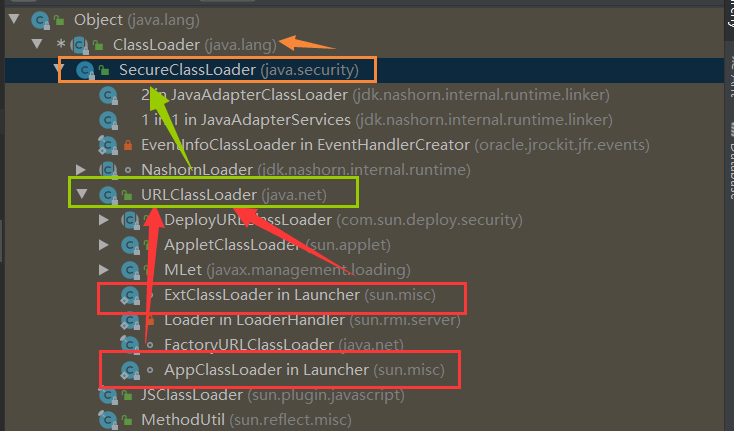 Object (java.lang)
ClassLoader (java.lang)
SecureClassLoader (java.security)
2 in JavaAdapterClassLoader (jdk.nashorn.internal.runtime.linker)
1 in 1 in JavaAdapterServices (jdk.nashorn.internal.runtime.linker)
EventInfoClassLoader in EventHandlerCreator (oracle.jrockit.jfr.events)
NashornLoader (jdk.nashorn.internal.runtime)
URLClassLoader (java.net)
DeployURLClassLoader (com.sun.deploy.security)
AppletClassLoader (sun.applet)
MLet (javax.management.loading)
ExtClassLoader in Launcher (sun.misc)
Loader in LoaderHandler (sun.rmi.server)
FactoryURLClassLoader (java.net)
AppClassLoader in Launcher (sun.misc)
JSClassLoader (sun.plugin.javascript)
MethodUtil (sun.reflect.misc)
Database